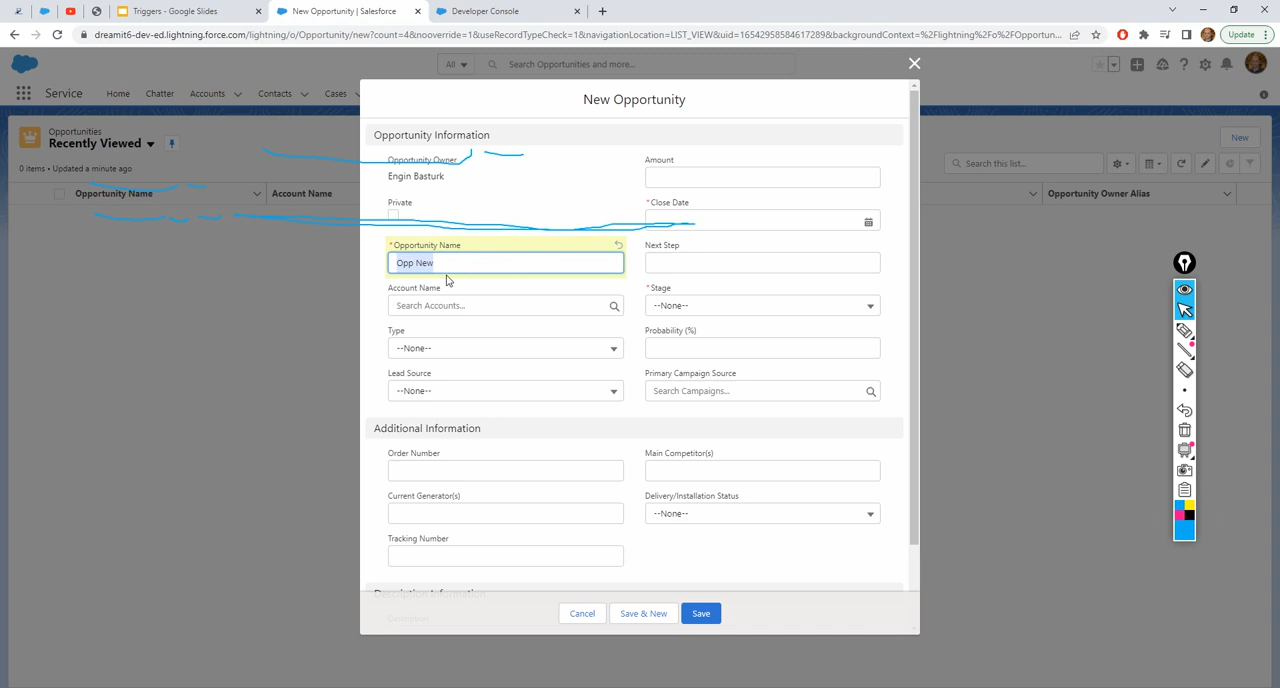 Triggers - Google Slides
New Opportunity | Salesforce
Developer Console
dreamit6-dev-ed.lightning.force.com/lightning/o/Opportunity/new?count=4&nooverride=1&useRecordTypeCheck=1&navigationLocation=LIST_VIEW&uid=165429585846172898&backgroundContext=%2Flightning%2Fo%2FOpportun...
Update
All
Search Opportunities and more...
Service
Home
Chatter
Accounts
Contacts
Cases
New Opportunity
Opportunities
Recently Viewed
New
0 items • Updated a minute ago
Search this list...
Opportunity Name
Account Name
Opportunity Owner Alias
Opportunity Information
Opportunity Owner
Engin Basturk
Amount
Private
*Close Date
*Opportunity Name
Opp New
Next Step
Account Name
Search Accounts...
*Stage
--None--
Type
--None--
Probability (%)
Lead Source
--None--
Primary Campaign Source
Search Campaigns...
Additional Information
Order Number
Main Competitor(s)
Current Generator(s)
Delivery/Installation Status
--None--
Tracking Number
Description Information
Description
Cancel
Save & New
Save